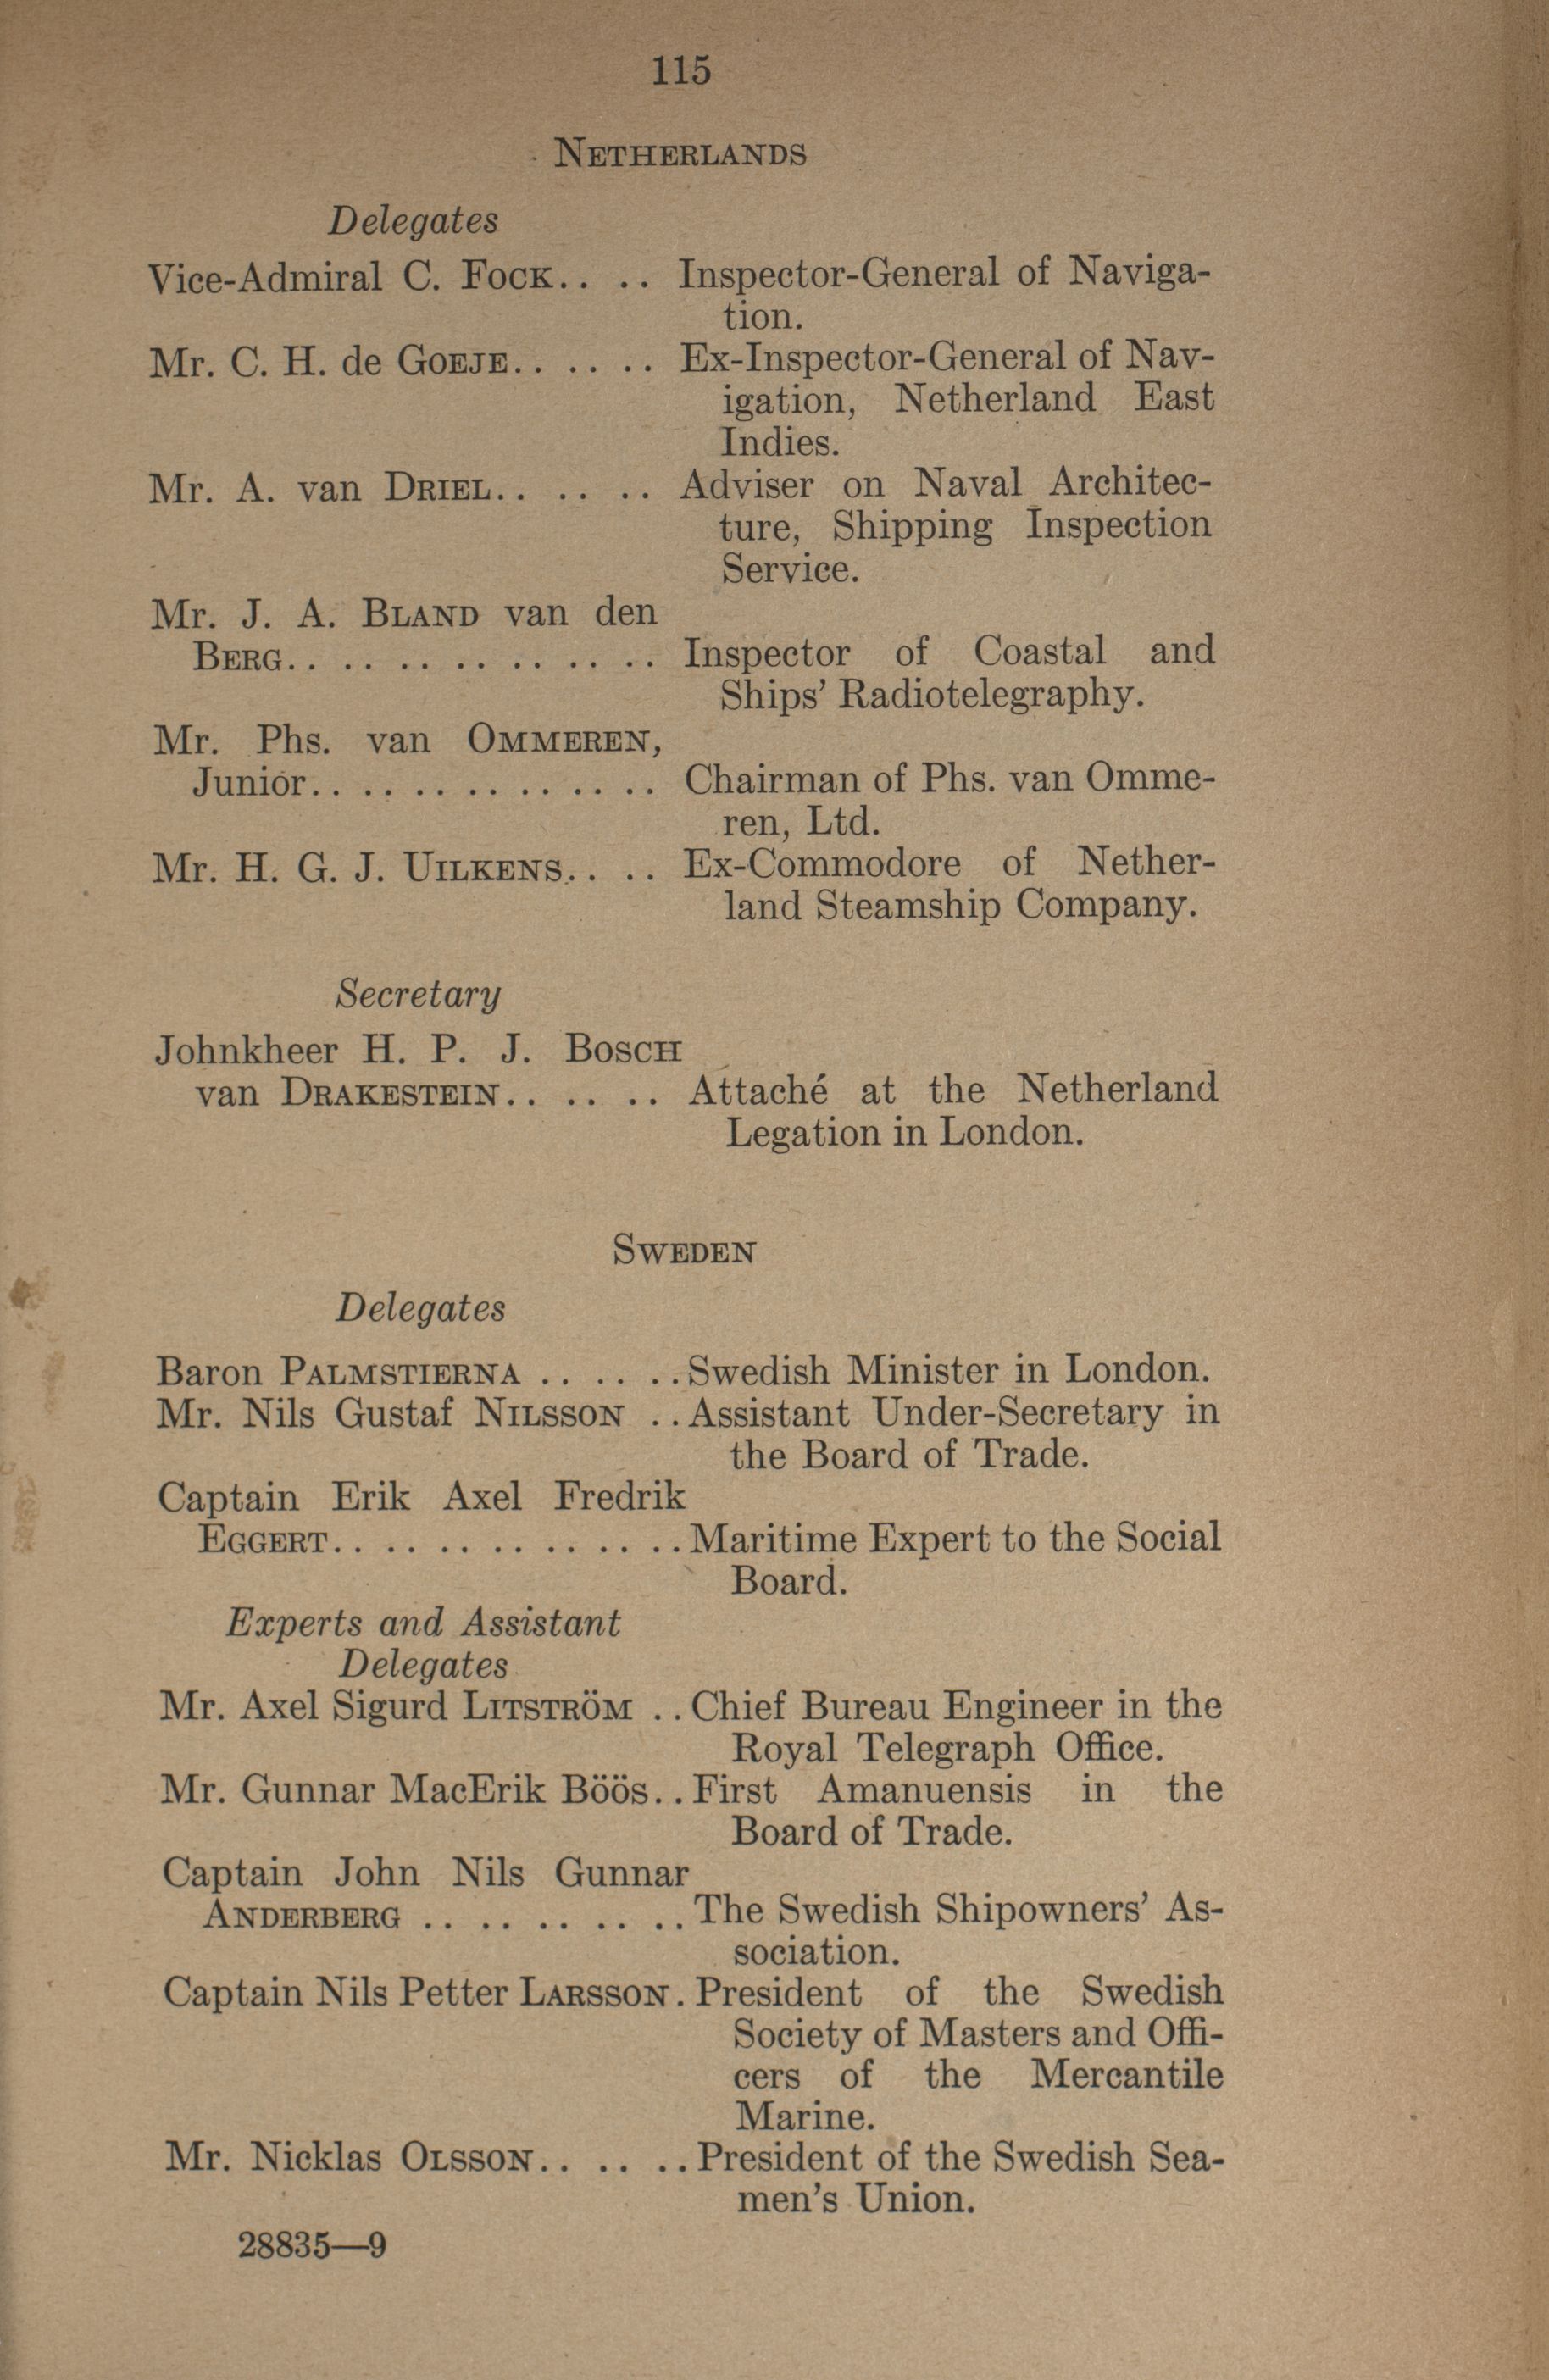 115
NETHERLANDS
Delegates
Vice-Admiral C. FOCK.. .. Inspector-General of Naviga-
tion.
Mr. C. H. de GOEJE.. .. .. Ex-Inspector-General of Nav-
igation, Netherland East
Indies.
Mr. A. van DRIEL.. .. .. Adviser on Naval Architec-
ture, Shipping Inspection
Service.
Mr. J. A. BLAND van den
BERG.. .. .. .. .. .. .. Inspector of Coastal and
Ships' Radiotelegraphy.
Mr. Phs. van OMMEREN,
Junior.. .. .. .. .. .. .. Chairman of Phs. van Omme-
ren, Ltd.
Mr. H. G. J. UILKENS.. .. Ex-Commodore of Nether-
land Steamship Company.
Secretary
Johnkheer H. P. J. BOSCH
van DRAKESTEIN.. .. .. Attaché at the Netherland
Legation in London.
SWEDEN
Delegates
Baron PALMSTIERNA .. .. .. Swedish Minister in London.
Mr. Nils Gustaf NILSSON .. Assistant Under-Secretary in
the Board of Trade.
Captain Erik Axel Fredrik
EGGERT.. .. .. .. .. .. .. Maritime Expert to the Social
Board.
Experts and Assistant
Delegates
Mr. Axel Sigurd LITSTRÖM .. Chief Bureau Engineer in the
Royal Telegraph Office.
Mr. Gunnar MacErik Böös.. First Amanuensis in the
Board of Trade.
Captain John Nils Gunnar
ANDERBERG .. .. .. .. .. The Swedish Shipowners' As-
sociation.
Captain Nils Petter LARSSON. President of the Swedish
Society of Masters and Offi-
cers of the Mercantile
Marine.
Mr. Nicklas OLSSON.. .. .. President of the Swedish Sea-
men's Union.
28835—9